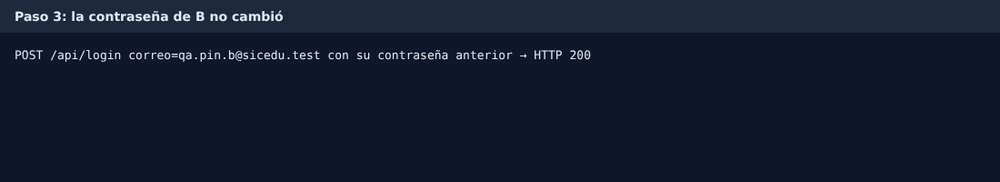 Paso 3: la contraseña de B no cambió
POST /api/login correo=qa.pin.b@sicedu.test con su contraseña anterior → HTTP 200